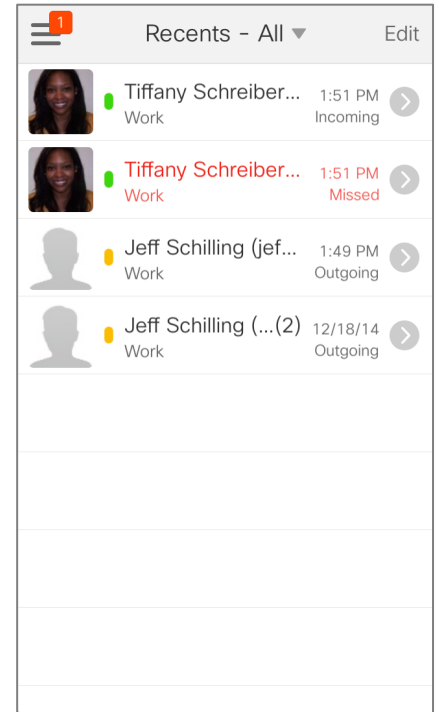 1
Recents - All Edit
Tiffany Schreiber... 1:51 PM
Work Incoming
Tiffany Schreiber... 1:51 PM
Work Missed
Jeff Schilling (jef... 1:49 PM
Work Outgoing
Jeff Schilling (...(2) 12/18/14
Work Outgoing